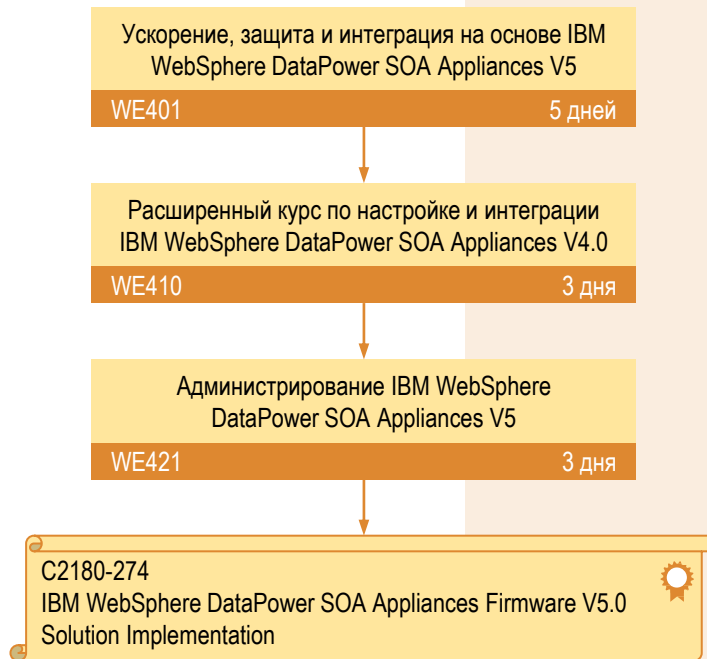 Ускорение, защита и интеграция на основе IBM
WebSphere DataPower SOA Appliances V5
WE401 5 дней
Расширенный курс по настройке и интеграции
IBM WebSphere DataPower SOA Appliances V4.0
WE410 3 дня
Администрирование IBM WebSphere
DataPower SOA Appliances V5
WE421 3 дня
C2180-274
IBM WebSphere DataPower SOA Appliances Firmware V5.0
Solution Implementation